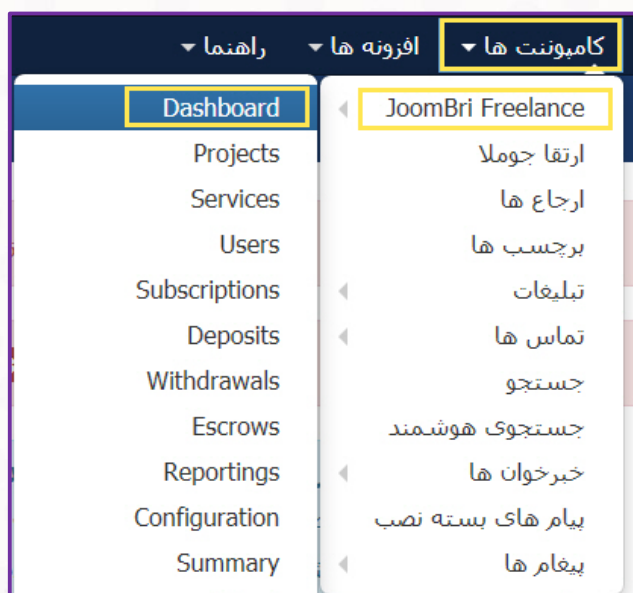 کامپوننت ها
افزونه ها
راهنما
JoomBri Freelance
ارتقا جوملا
ارجاع ها
برچسب ها
تبلیغات
تماس ها
جستجو
جستجوی هوشمند
خبرخوان ها
پیام های بسته نصب
پیغام ها
Dashboard
Projects
Services
Users
Subscriptions
Deposits
Withdrawals
Escrows
Reportings
Configuration
Summary